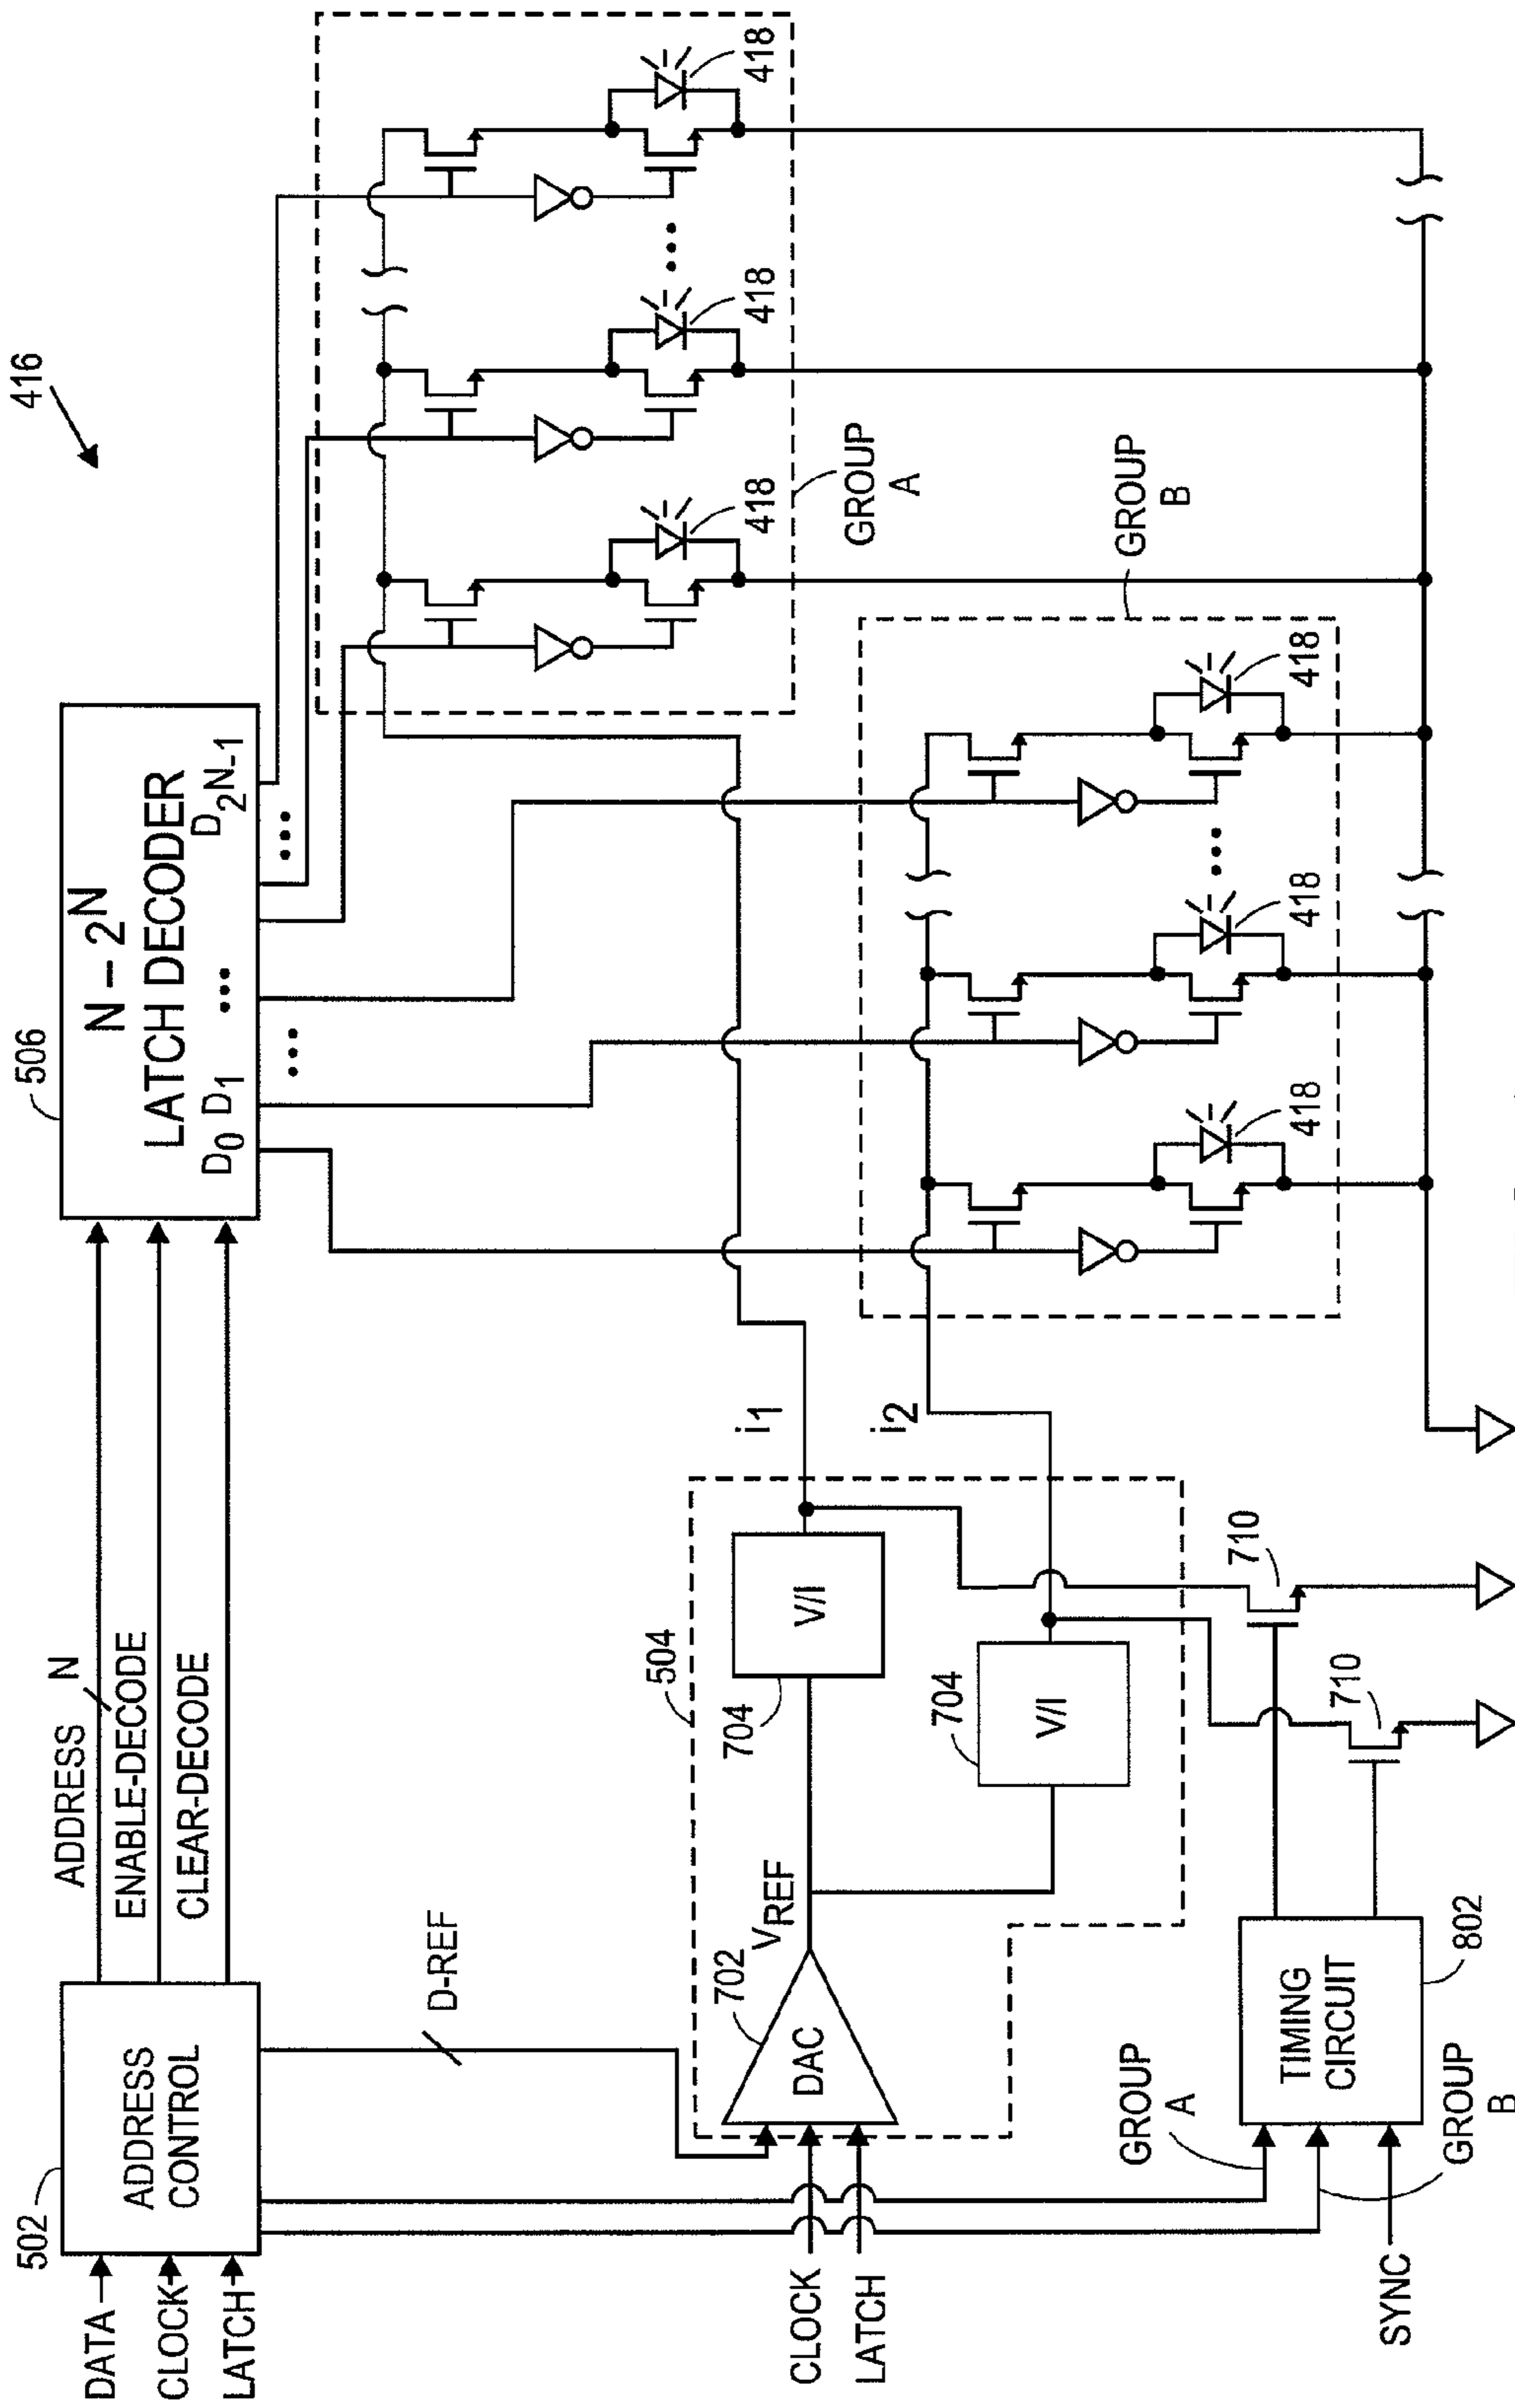 416
506
N – 2^N
LATCH DECODER
D0 D1 ... D2N-1
...
...
502
ADDRESS
CONTROL
DATA
CLOCK
LATCH
ADDRESS N
ENABLE-DECODE
CLEAR-DECODE
D-REF
418
418
418
...
GROUP
A
GROUP
B
418
418
418
...
i1
i2
504
702
DAC
VREF
704
V/I
704
V/I
CLOCK
LATCH
710
710
GROUP
A
TIMING
CIRCUIT
802
GROUP
B
SYNC